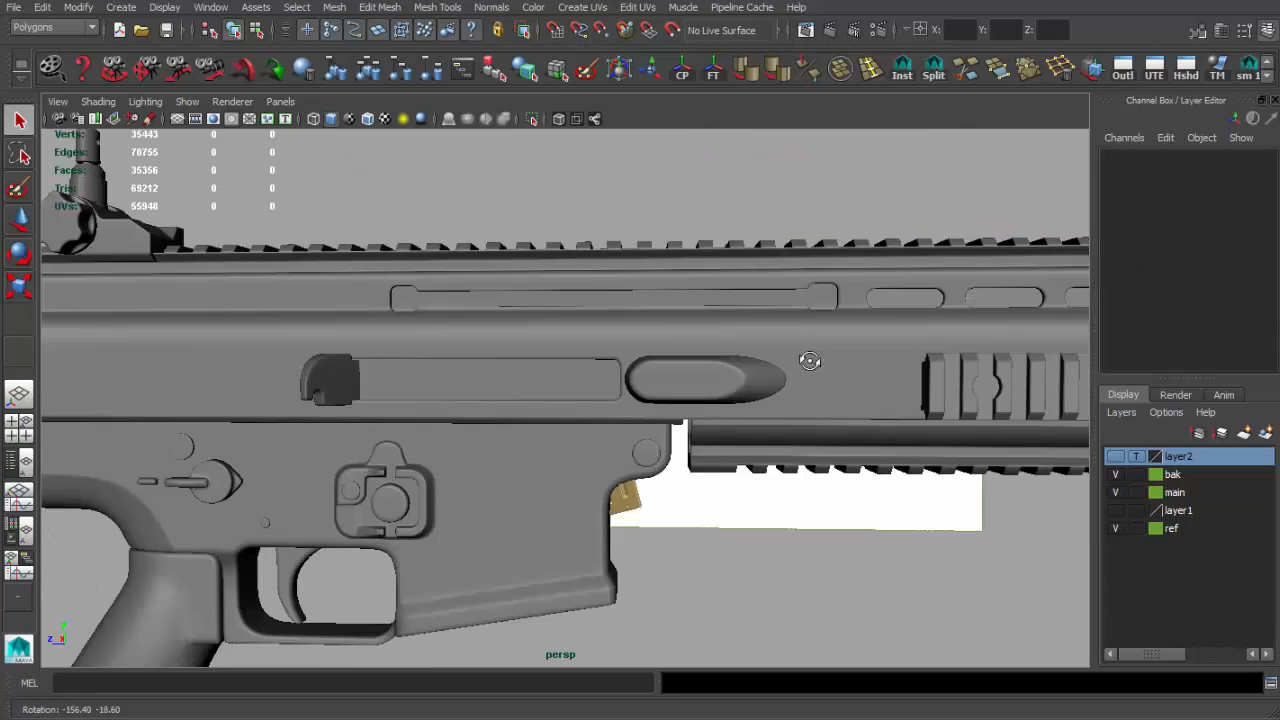 File Edit Modify Create Display Window Assets Select Mesh Edit Mesh Mesh Tools Normals Color Create UVs Edit UVs Muscle Pipeline Cache Help
Polygons No Live Surface X: Y: Z:
CP FT Inst Split Outl UTE Hshd TM sm 1
View Shading Lighting Show Renderer Panels
Channel Box / Layer Editor
Channels Edit Object Show
Verts: 35443 0 0
Edges: 70755 0 0
Faces: 35356 0 0
Tris: 69212 0 0
UVs: 55948 0 0
Display Render Anim
Layers Options Help
T layer2
V bak
V main
layer1
V ref
persp
MEL
Rotation: -156.40 -18.60